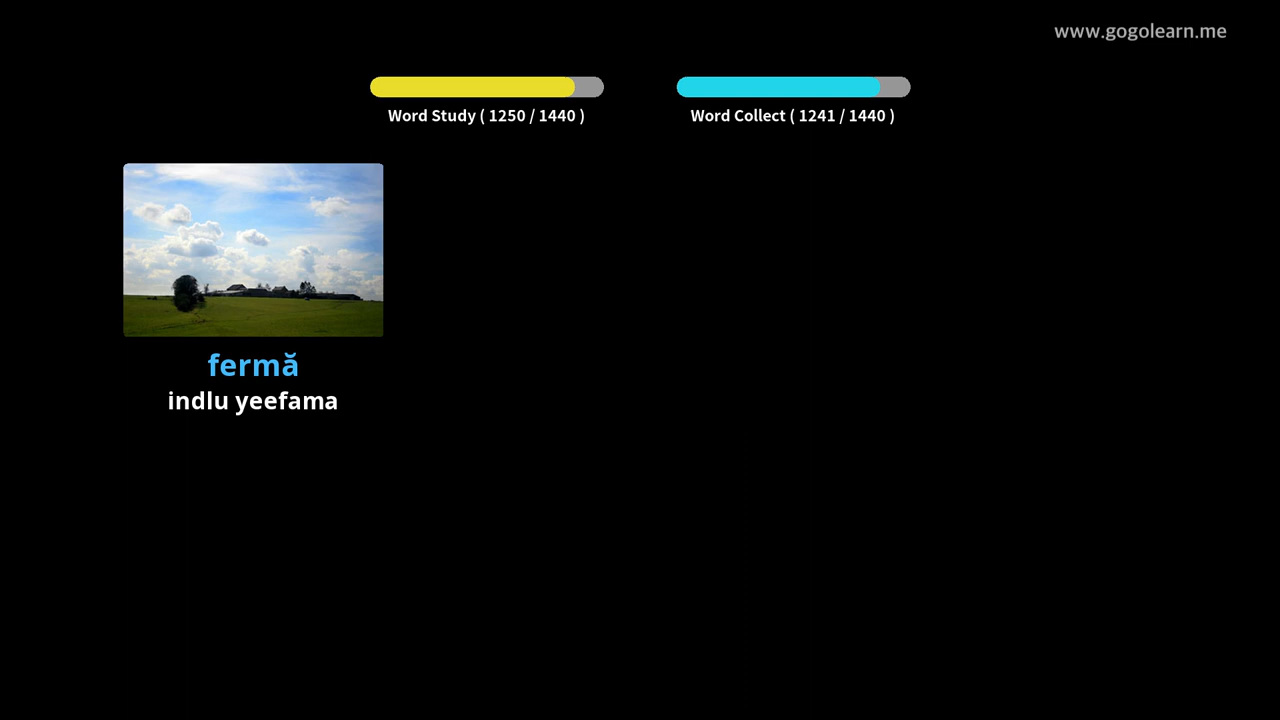 www.gogolearn.me
Word Study ( 1250 / 1440 )
Word Collect ( 1241 / 1440 )
fermă
indlu yeefama